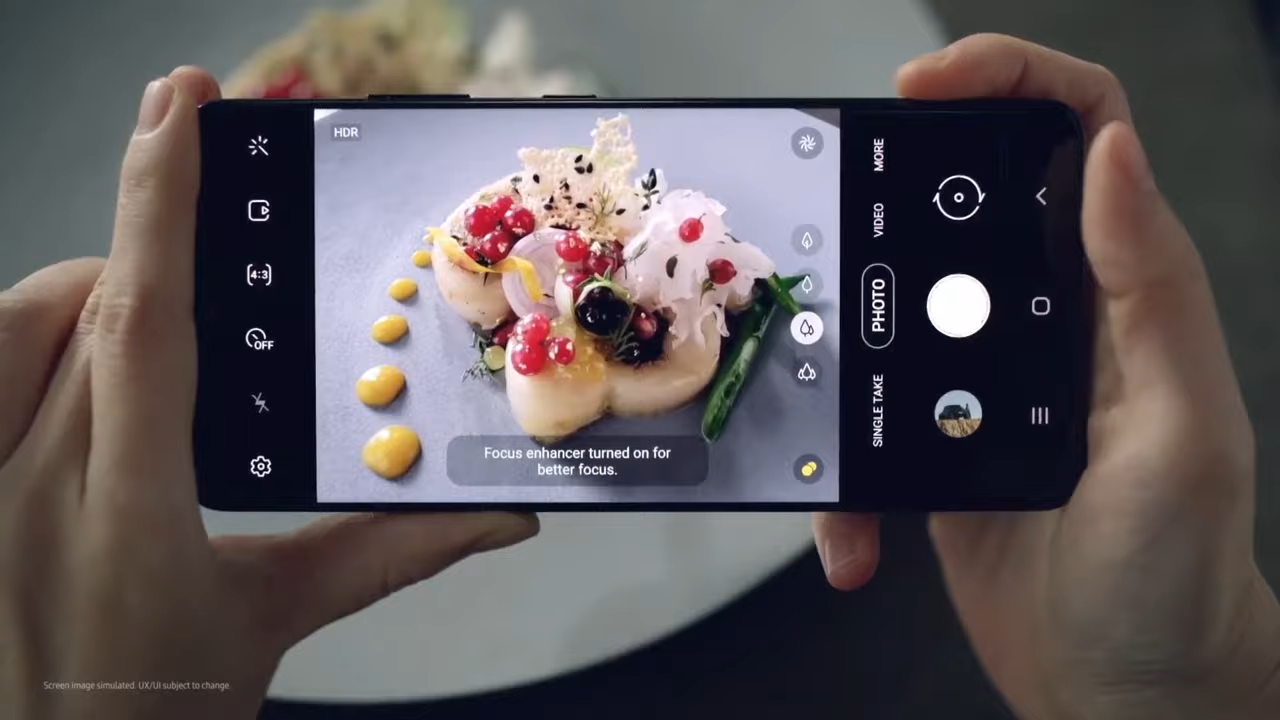 HDR
4:3
OFF
Focus enhancer turned on for
better focus.
MORE
VIDEO
PHOTO
SINGLE TAKE
Screen image simulated. UX/UI subject to change.